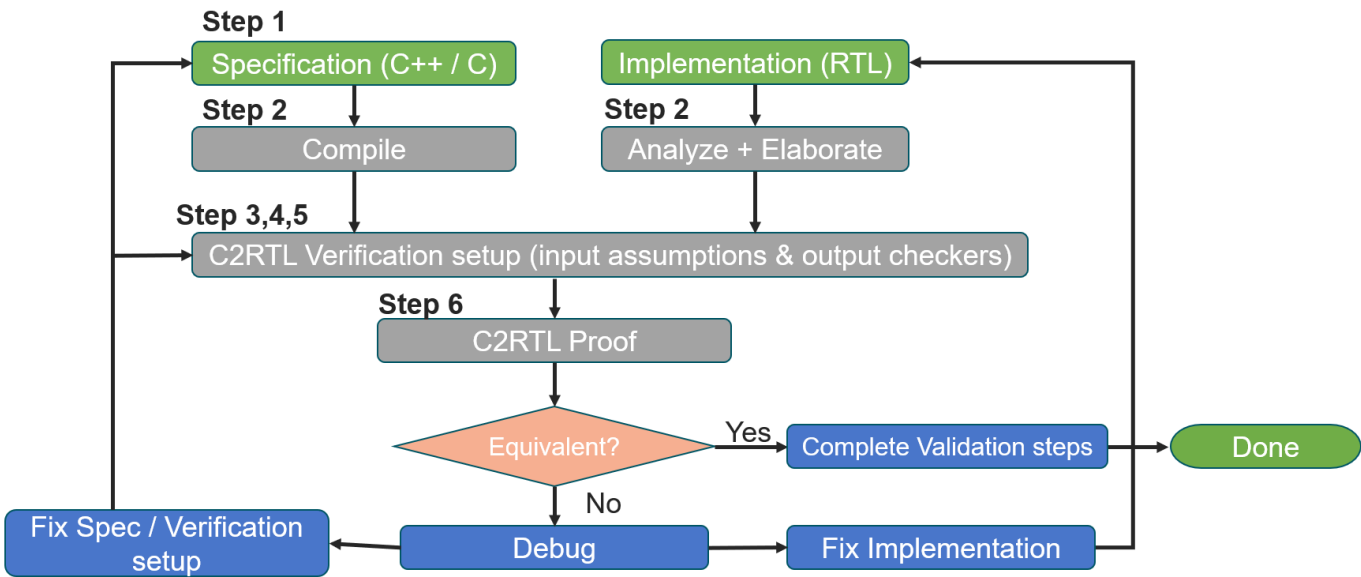 Step 1
Specification (C++ / C)
Implementation (RTL)
Step 2
Step 2
Compile
Analyze + Elaborate
Step 3,4,5
C2RTL Verification setup (input assumptions & output checkers)
Step 6
C2RTL Proof
Equivalent?
Yes
Complete Validation steps
Done
No
Fix Spec / Verification
setup
Debug
Fix Implementation